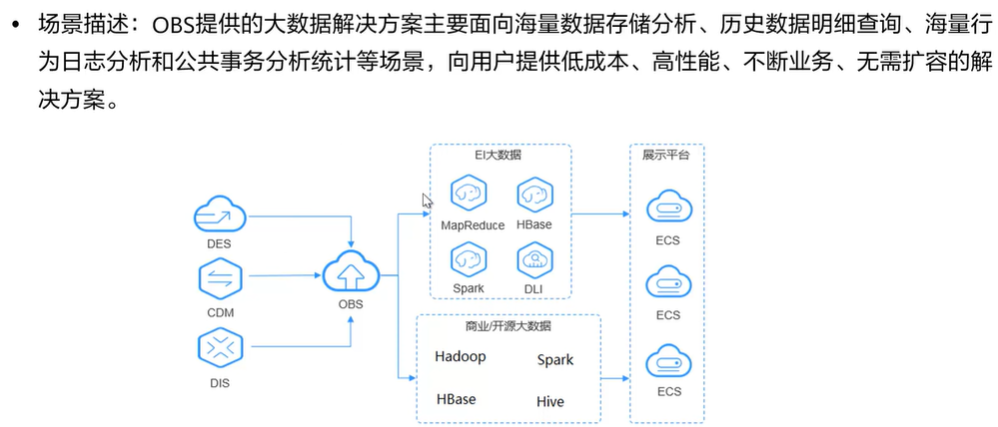 • 场景描述：OBS提供的大数据解决方案主要面向海量数据存储分析、历史数据明细查询、海量行
为日志分析和公共事务分析统计等场景，向用户提供低成本、高性能、不断业务、无需扩容的解
决方案。
DES
CDM
DIS
OBS
EI大数据
MapReduce HBase
Spark DLI
商业/开源大数据
Hadoop Spark
HBase Hive
展示平台
ECS
ECS
ECS